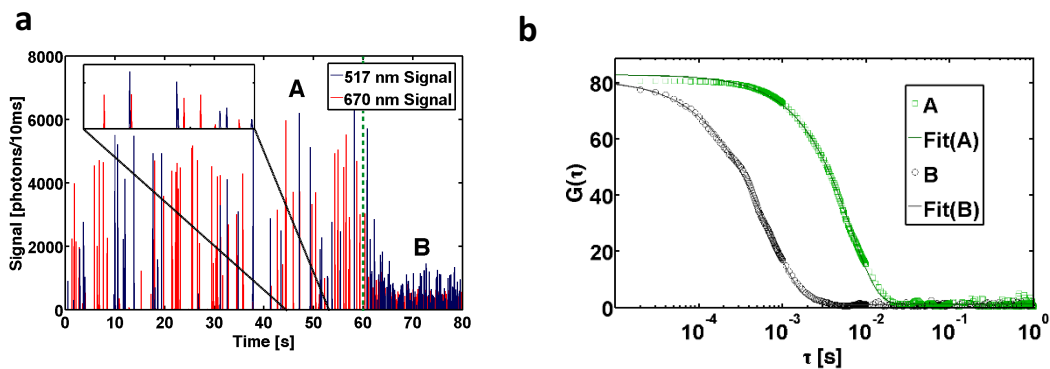 a
8000
6000
4000
2000
0
Signal [photons/10ms]
0 10 20 30 40 50 60 70 80
Time [s]
A
B
517 nm Signal
670 nm Signal
b
80
60
40
20
0
G(τ)
10⁻⁴ 10⁻³ 10⁻² 10⁻¹ 10⁰
τ [s]
A
Fit(A)
B
Fit(B)